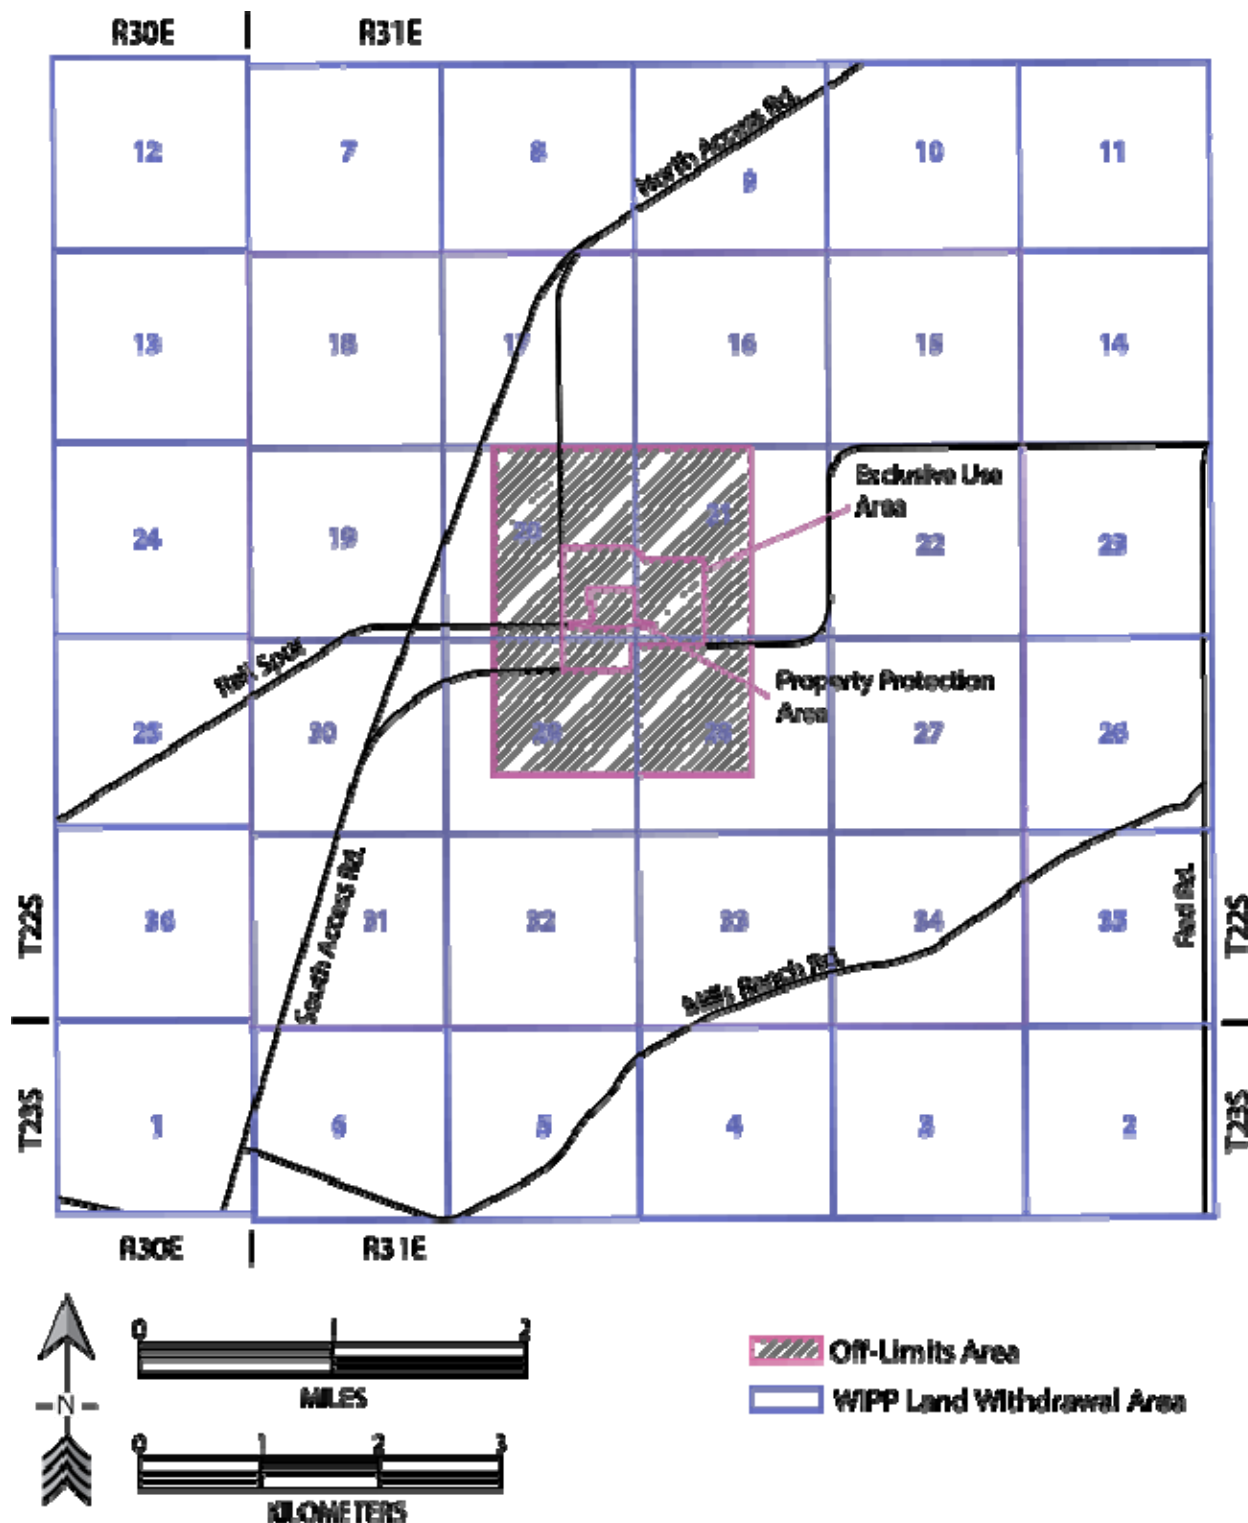 R30E
R31E
12
7
8
North Access Rd.
9
10
11
13
18
17
16
15
14
24
19
20
21
Exclusive Use
Area
22
23
Rail Spur
25
30
29
28
Property Protection
Area
27
26
T22S
36
South Access Rd.
31
32
33
Mills Ranch Rd.
34
35
Red Rd.
T22S
T23S
1
6
5
4
3
2
T23S
R30E
R31E
0 1 2
MILES
N
0 1 2 3
KILOMETERS
Off-Limits Area
WIPP Land Withdrawal Area